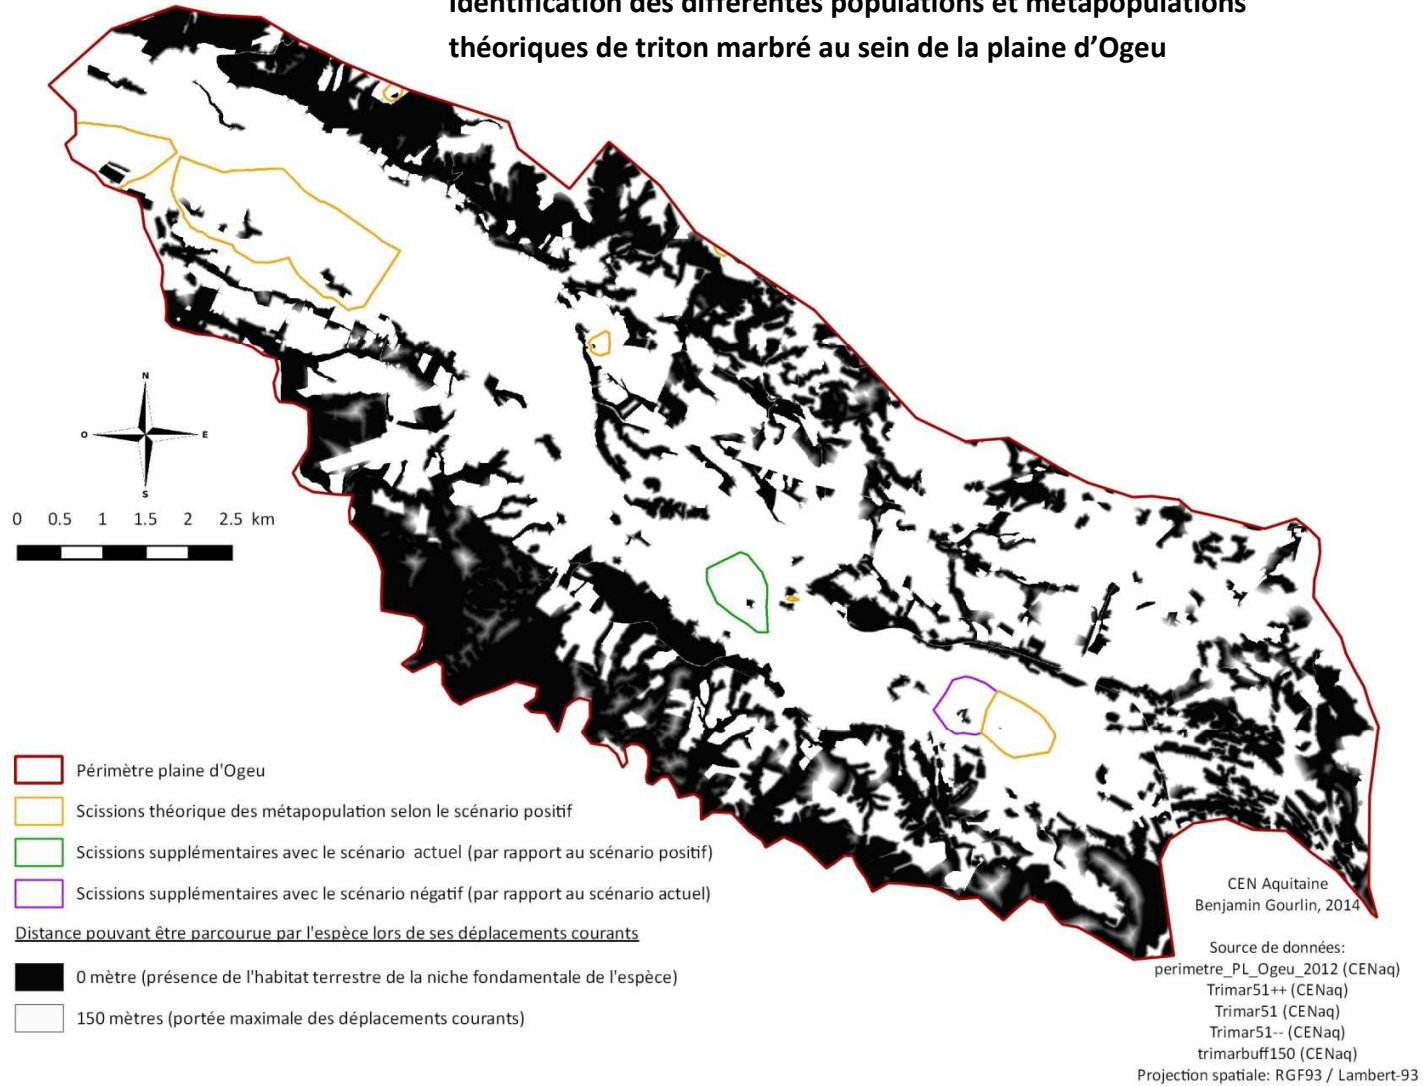 Identification des différentes populations et métapopulations
théoriques de triton marbré au sein de la plaine d’Ogeu
N
O
E
S
0 0.5 1 1.5 2 2.5 km
Périmètre plaine d'Ogeu
Scissions théorique des métapopulation selon le scénario positif
Scissions supplémentaires avec le scénario actuel (par rapport au scénario positif)
Scissions supplémentaires avec le scénario négatif (par rapport au scénario actuel)
Distance pouvant être parcourue par l'espèce lors de ses déplacements courants
0 mètre (présence de l'habitat terrestre de la niche fondamentale de l'espèce)
150 mètres (portée maximale des déplacements courants)
CEN Aquitaine
Benjamin Gourlin, 2014
Source de données:
perimetre_PL_Ogeu_2012 (CENaq)
Trimar51++ (CENaq)
Trimar51 (CENaq)
Trimar51-- (CENaq)
trimarbuff150 (CENaq)
Projection spatiale: RGF93 / Lambert-93